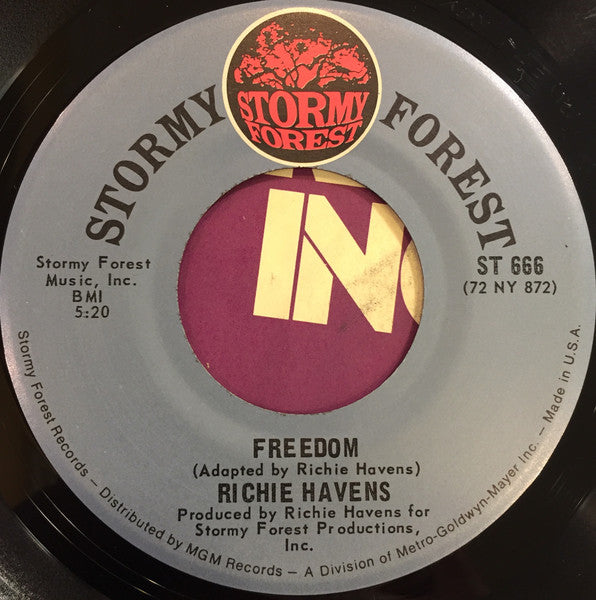 STORMY FOREST
STORMY
FOREST
Stormy Forest
Music, Inc.
BMI
5:20
ST 666
(72 NY 872)
IN
FREEDOM
(Adapted by Richie Havens)
RICHIE HAVENS
Produced by Richie Havens for
Stormy Forest Productions,
Inc.
Stormy Forest Records - Distributed by MGM Records - A Division of Metro-Goldwyn-Mayer Inc. - Made in U.S.A.